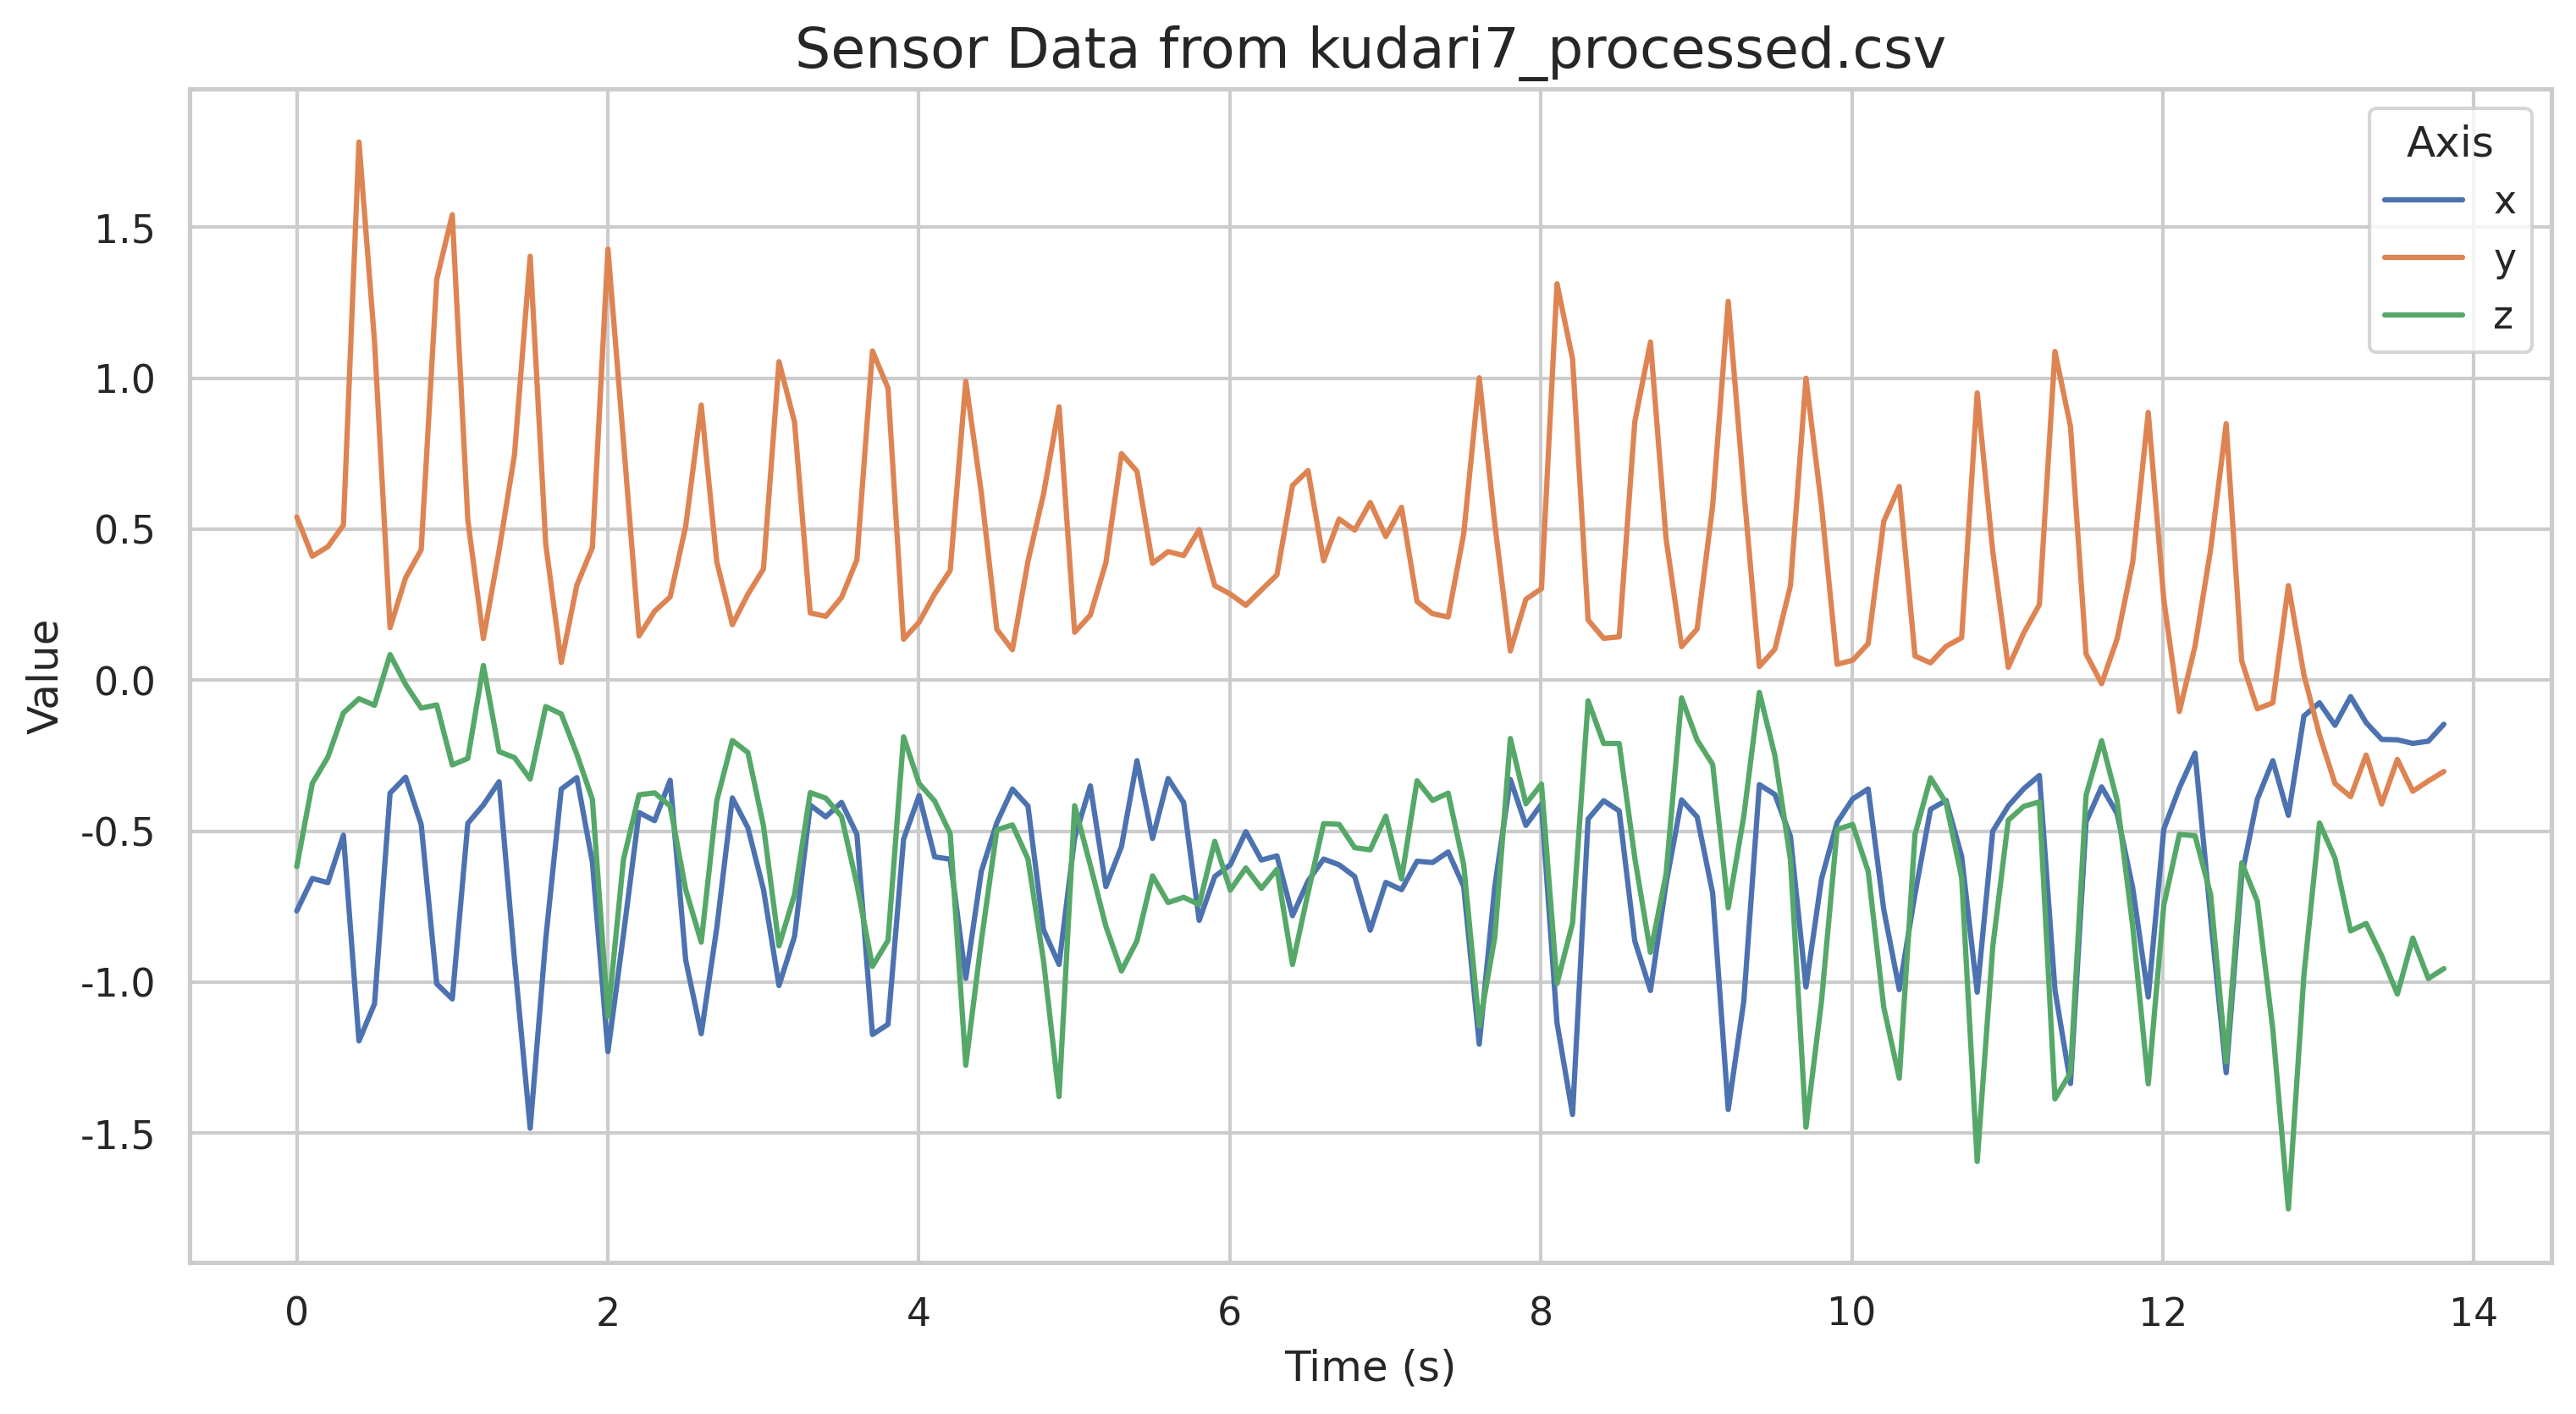 Sensor Data from kudari7_processed.csv
Axis
x
y
z
Value
1.5
1.0
0.5
0.0
-0.5
-1.0
-1.5
0 2 4 6 8 10 12 14
Time (s)